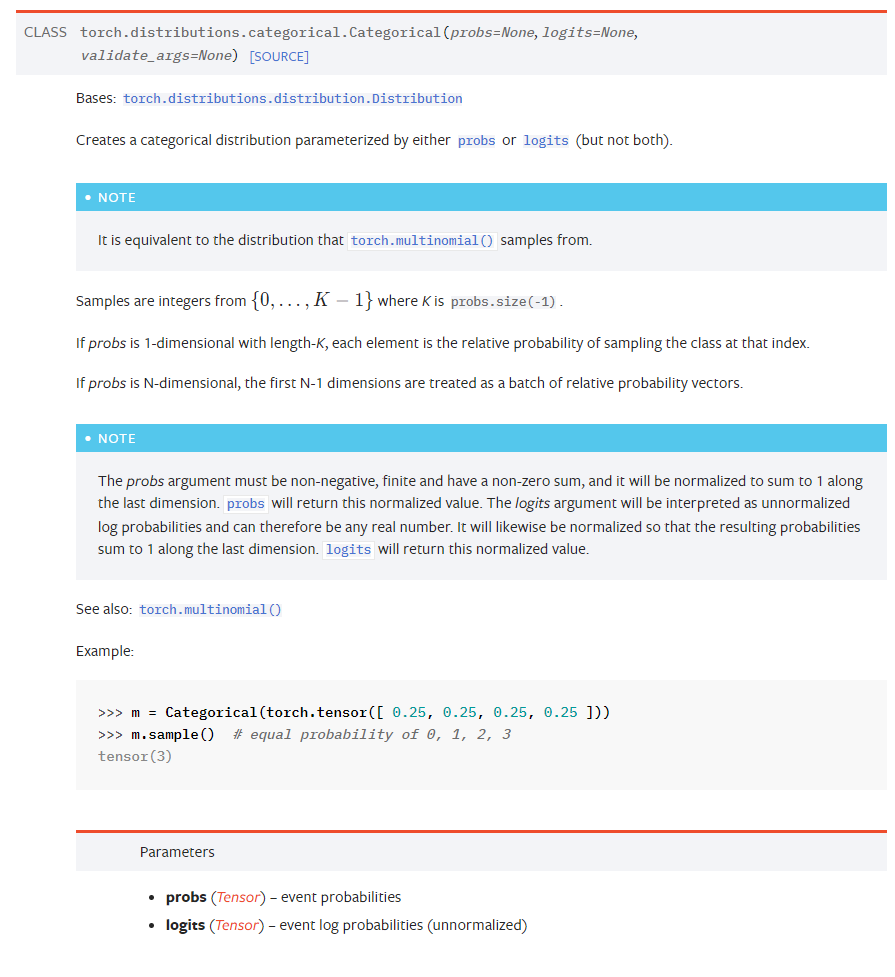 CLASS torch.distributions.categorical.Categorical(probs=None, logits=None,
validate_args=None) [SOURCE]
Bases: torch.distributions.distribution.Distribution
Creates a categorical distribution parameterized by either probs or logits (but not both).
• NOTE
It is equivalent to the distribution that torch.multinomial() samples from.
Samples are integers from {0, . . . , K − 1} where K is probs.size(-1) .
If probs is 1-dimensional with length-K, each element is the relative probability of sampling the class at that index.
If probs is N-dimensional, the first N-1 dimensions are treated as a batch of relative probability vectors.
• NOTE
The probs argument must be non-negative, finite and have a non-zero sum, and it will be normalized to sum to 1 along
the last dimension. probs will return this normalized value. The logits argument will be interpreted as unnormalized
log probabilities and can therefore be any real number. It will likewise be normalized so that the resulting probabilities
sum to 1 along the last dimension. logits will return this normalized value.
See also: torch.multinomial()
Example:
>>> m = Categorical(torch.tensor([ 0.25, 0.25, 0.25, 0.25 ]))
>>> m.sample()  # equal probability of 0, 1, 2, 3
tensor(3)
Parameters
• probs (Tensor) – event probabilities
• logits (Tensor) – event log probabilities (unnormalized)